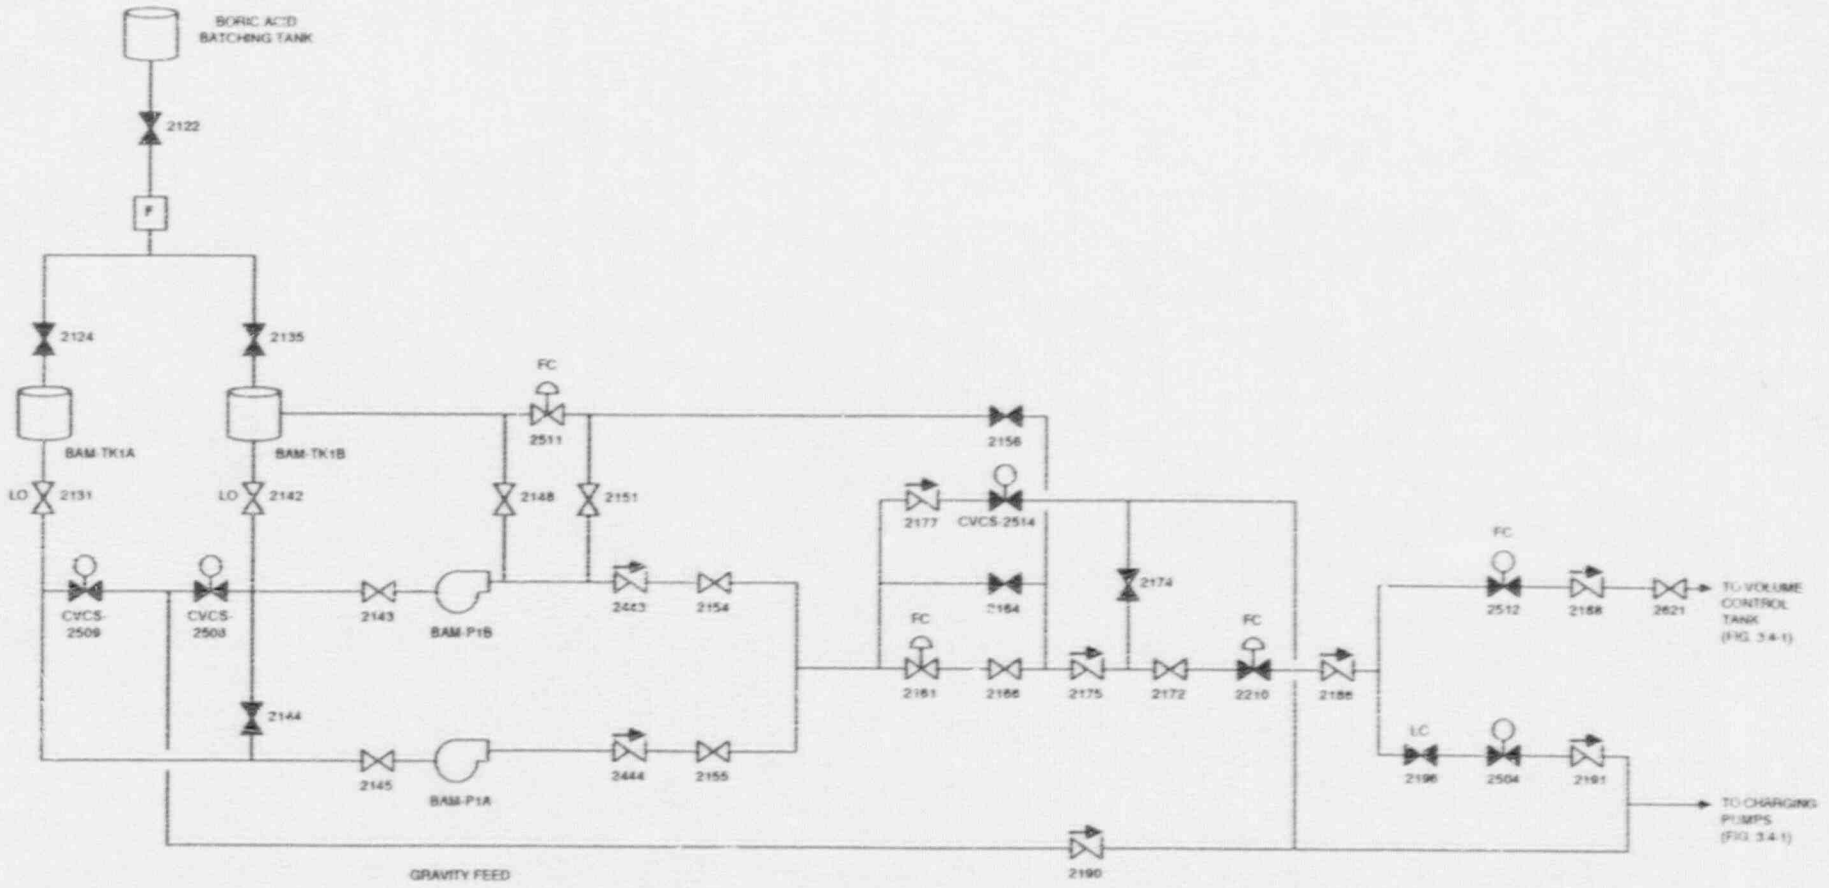 BORIC ACID
BATCHING TANK
2122
F
2124
2135
FC
2511
2156
BAM-TK1A
BAM-TK1B
LO
2131
LO
2142
2148
2151
2177
CVCS-2514
FC
2174
2164
2512
2188
2621
TO VOLUME
CONTROL
TANK
(FIG. 3.4-1)
CVCS-
2509
CVCS-
2508
2143
BAM-P1B
2443
2154
FC
2161
2166
2175
2172
FC
2210
2186
2144
LC
2196
2504
2191
2145
BAM-P1A
2444
2155
TO CHARGING
PUMPS
(FIG. 3.4-1)
2190
GRAVITY FEED